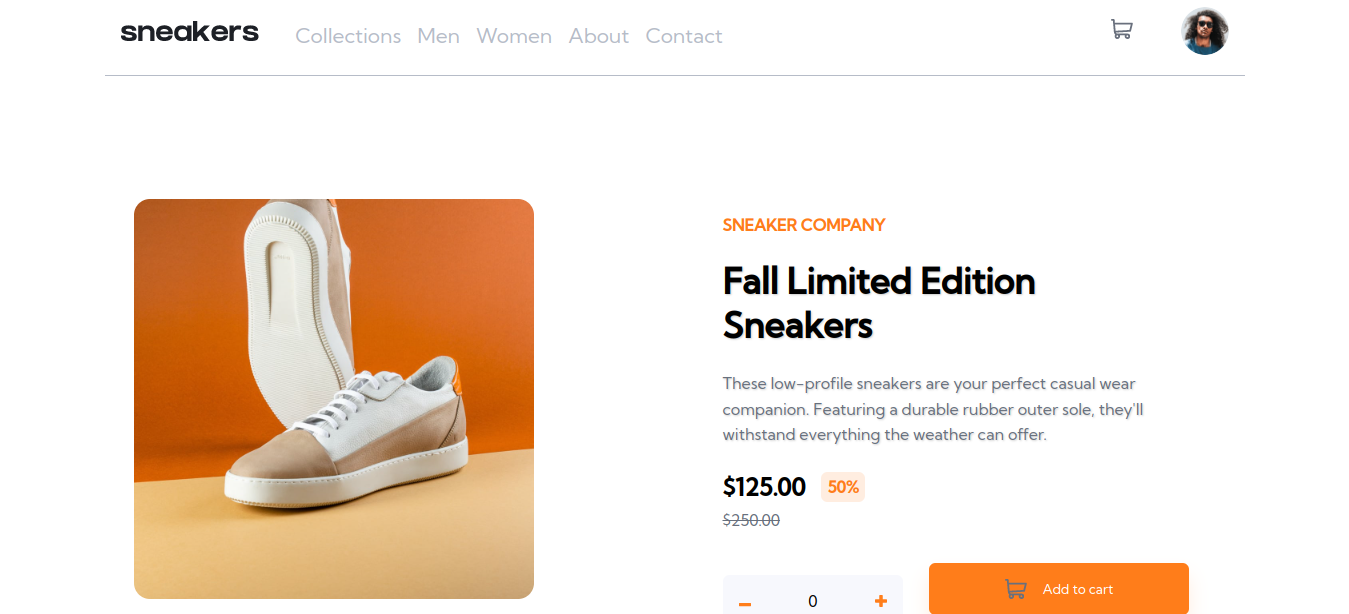 sneakers Collections Men Women About Contact
SNEAKER COMPANY
Fall Limited Edition
Sneakers
These low-profile sneakers are your perfect casual wear
companion. Featuring a durable rubber outer sole, they'll
withstand everything the weather can offer.
$125.00 50%
$250.00
0 Add to cart